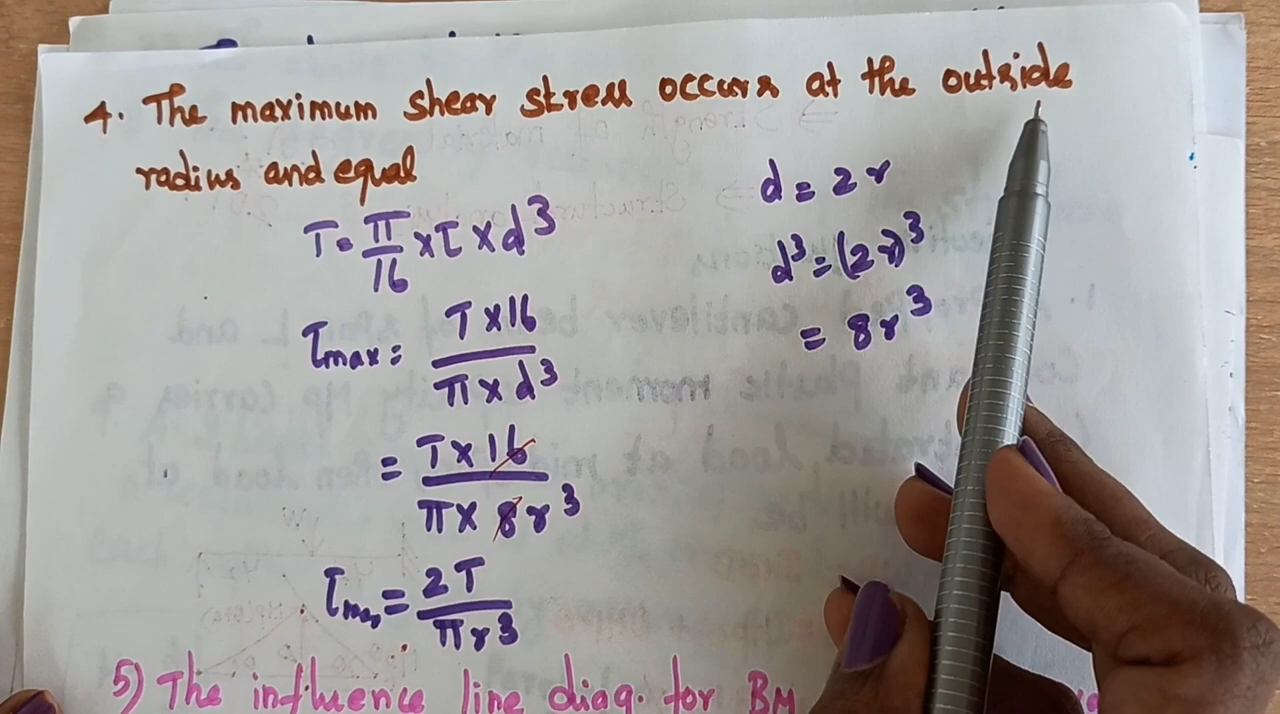 4. The maximum shear stress occurs at the outside
radius and equal
T = π/16 × τ × d³
τmax = T × 16 / π × d³
= T × 16 / π × 8r³
τmax = 2T / πr³
d = 2r
d³ = (2r)³
= 8r³
5) The influence line diag. for BM